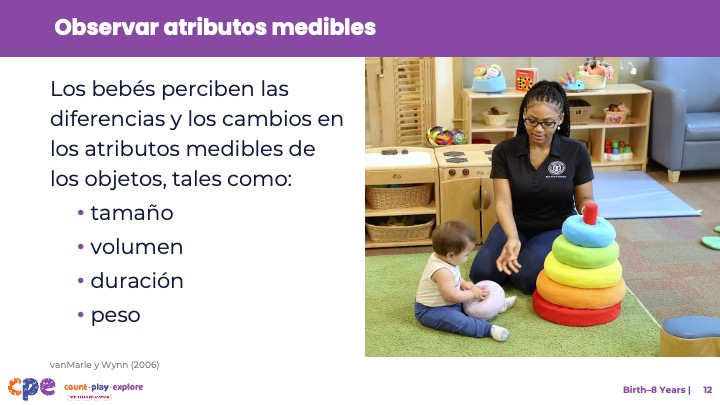 Observar atributos medibles
Los bebés perciben las
diferencias y los cambios en
los atributos medibles de
los objetos, tales como:
• tamaño
• volumen
• duración
• peso
vanMarle y Wynn (2006)
cpe
count·play·explore
Birth–8 Years | 12